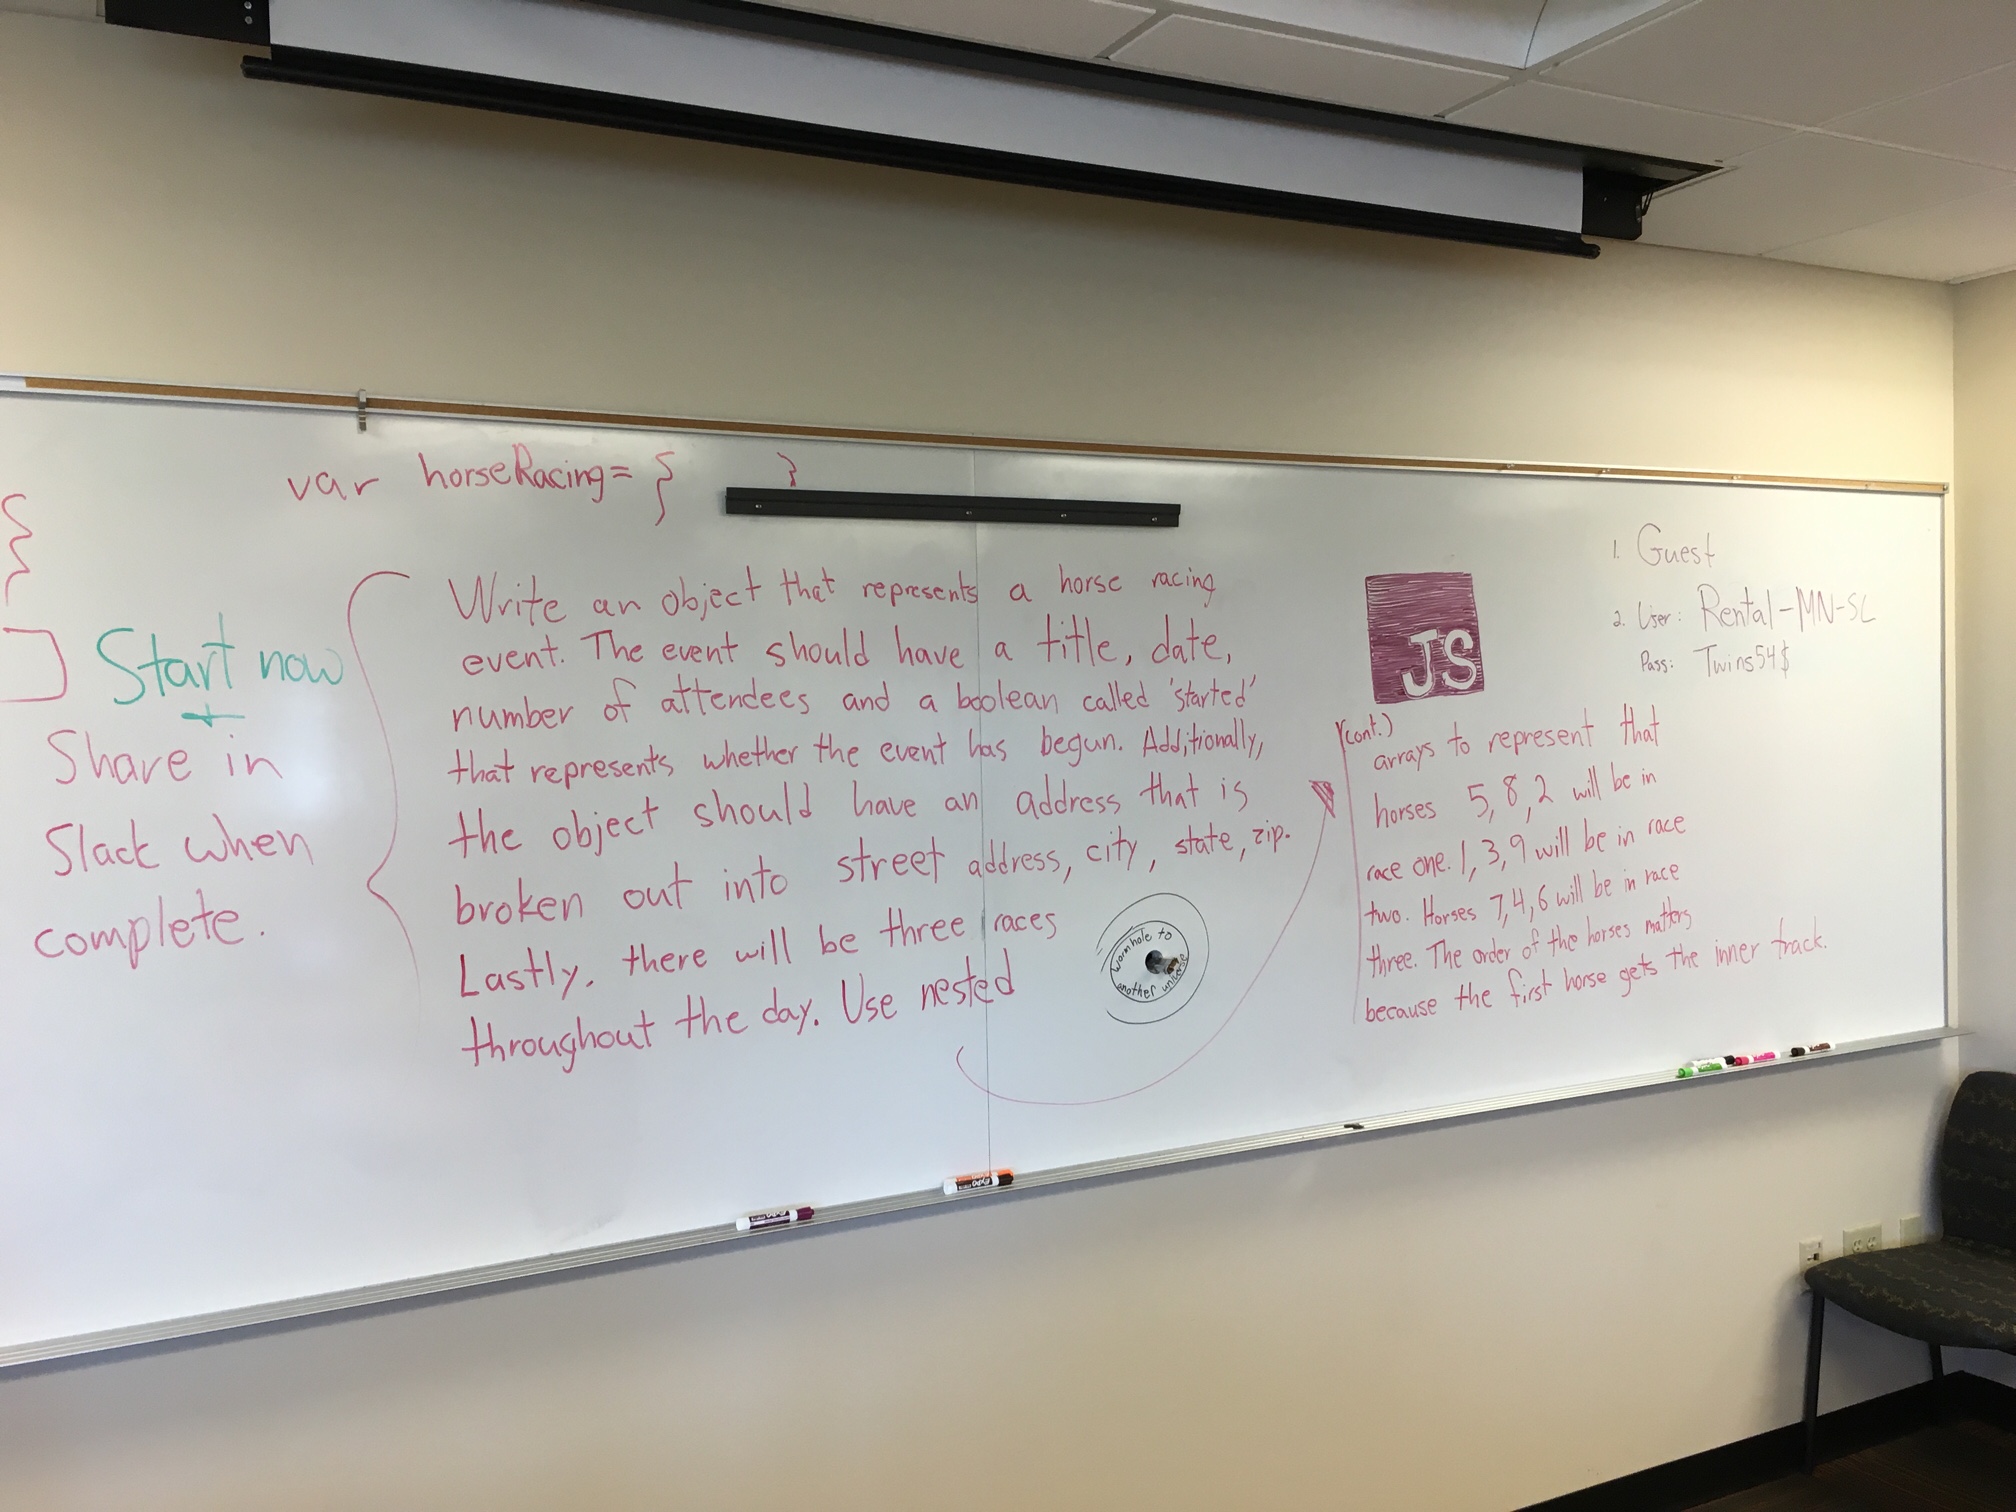 var horseRacing = { }
{
Start now
+
Share in
Slack when
complete.
Write an object that represents a horse racing
event. The event should have a title, date,
number of attendees and a boolean called 'started'
that represents whether the event has begun. Additionally,
the object should have an address that is
broken out into street address, city, state, zip.
Lastly, there will be three races
throughout the day. Use nested
wormhole to
another universe
JS
(cont.)
arrays to represent that
horses 5, 8, 2 will be in
race one. 1, 3, 9 will be in race
two. Horses 7, 4, 6 will be in race
three. The order of the horses matters
because the first horse gets the inner track.
1. Guest
2. User: Rental-MN-SL
Pass: Twins54$